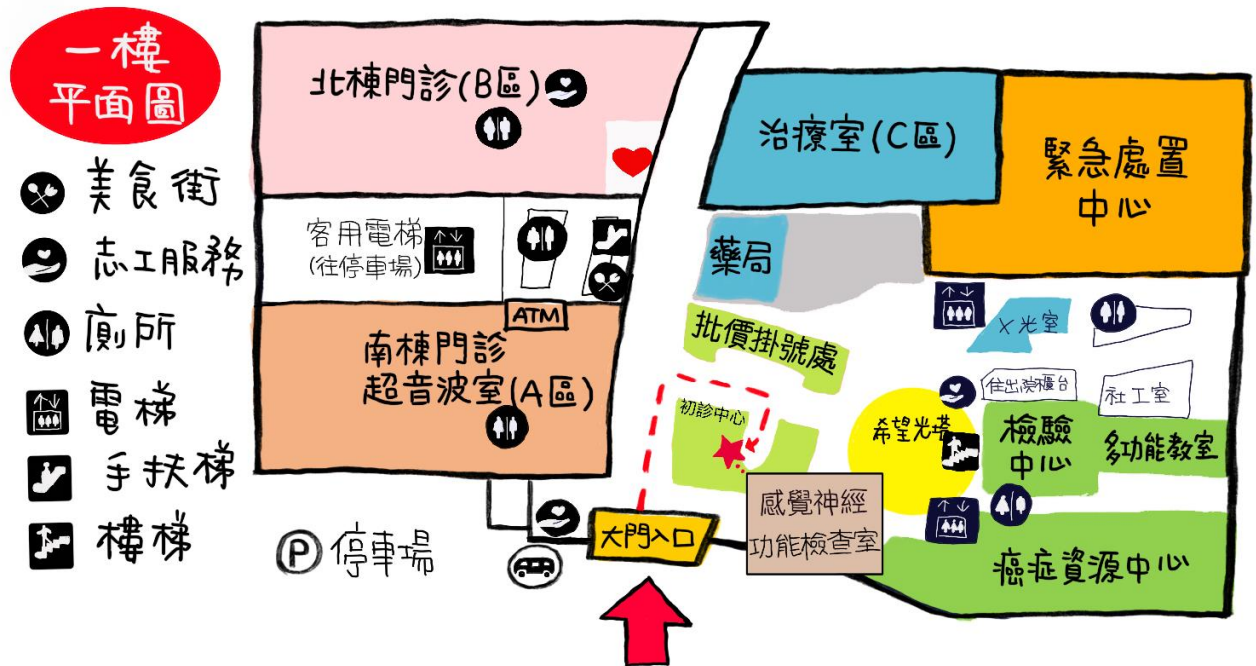 一樓
平面圖
美食街
志工服務
廁所
電梯
手扶梯
樓梯
北棟門診(B區)
客用電梯
(往停車場)
ATM
南棟門診
超音波室(A區)
P 停車場
大門入口
治療室(C區)
緊急處置
中心
藥局
批價掛號處
初診中心
感覺神經
功能檢查室
希望光塔
X光室
住出院櫃台
社工室
檢驗
中心
多功能教室
癌症資源中心